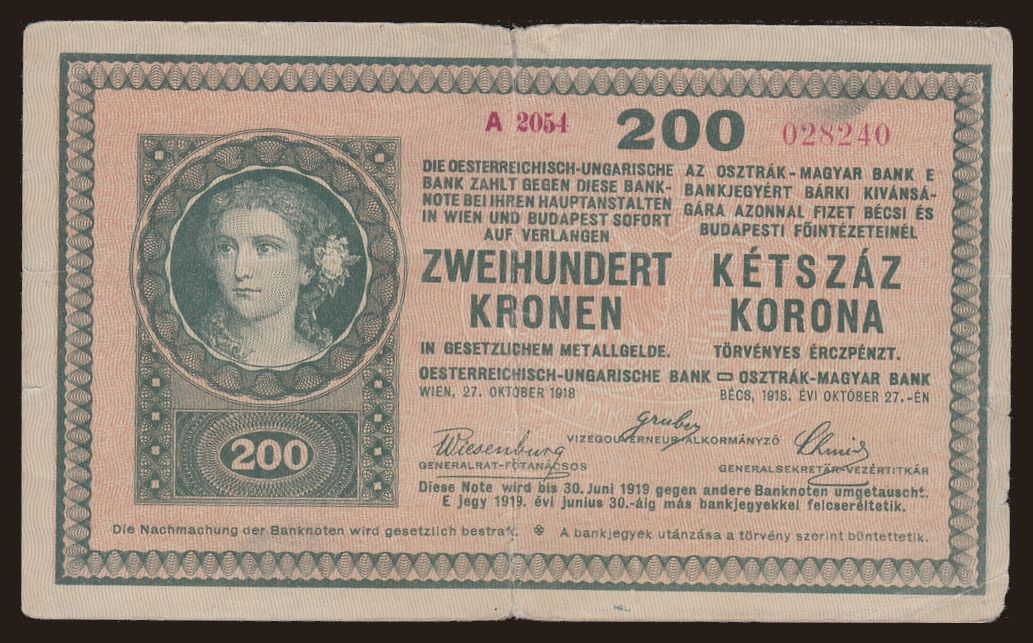 A 2054 200 028240
DIE OESTERREICHISCH-UNGARISCHE
BANK ZAHLT GEGEN DIESE BANK-
NOTE BEI IHREN HAUPTANSTALTEN
IN WIEN UND BUDAPEST SOFORT
AUF VERLANGEN
ZWEIHUNDERT
KRONEN
IN GESETZLICHEM METALLGELDE.
AZ OSZTRÁK-MAGYAR BANK E
BANKJEGYÉRT BÁRKI KIVÁNSÁ-
GÁRA AZONNAL FIZET BÉCSI ÉS
BUDAPESTI FŐINTÉZETEINÉL
KÉTSZÁZ
KORONA
TÖRVÉNYES ÉRCZPÉNZT.
OESTERREICHISCH-UNGARISCHE BANK OSZTRÁK-MAGYAR BANK
WIEN, 27. OKTOBER 1918 BÉCS, 1918. ÉVI OKTOBER 27.-ÉN
Gruber
VIZEGOUVERNEUR-ALKORMÁNYZÓ
Wiesenburg
GENERALRAT-FŐTANÁCSOS
Schmid
GENERALSEKRETÄR-VEZÉRTITKÁR
200
Diese Note wird bis 30. Juni 1919 gegen andere Banknoten umgetauscht.
E jegy 1919. évi junius 30.-áig más bankjegyekkel felcseréltetik.
Die Nachmachung der Banknoten wird gesetzlich bestraft. A bankjegyek utánzása a törvény szerint büntettetik.